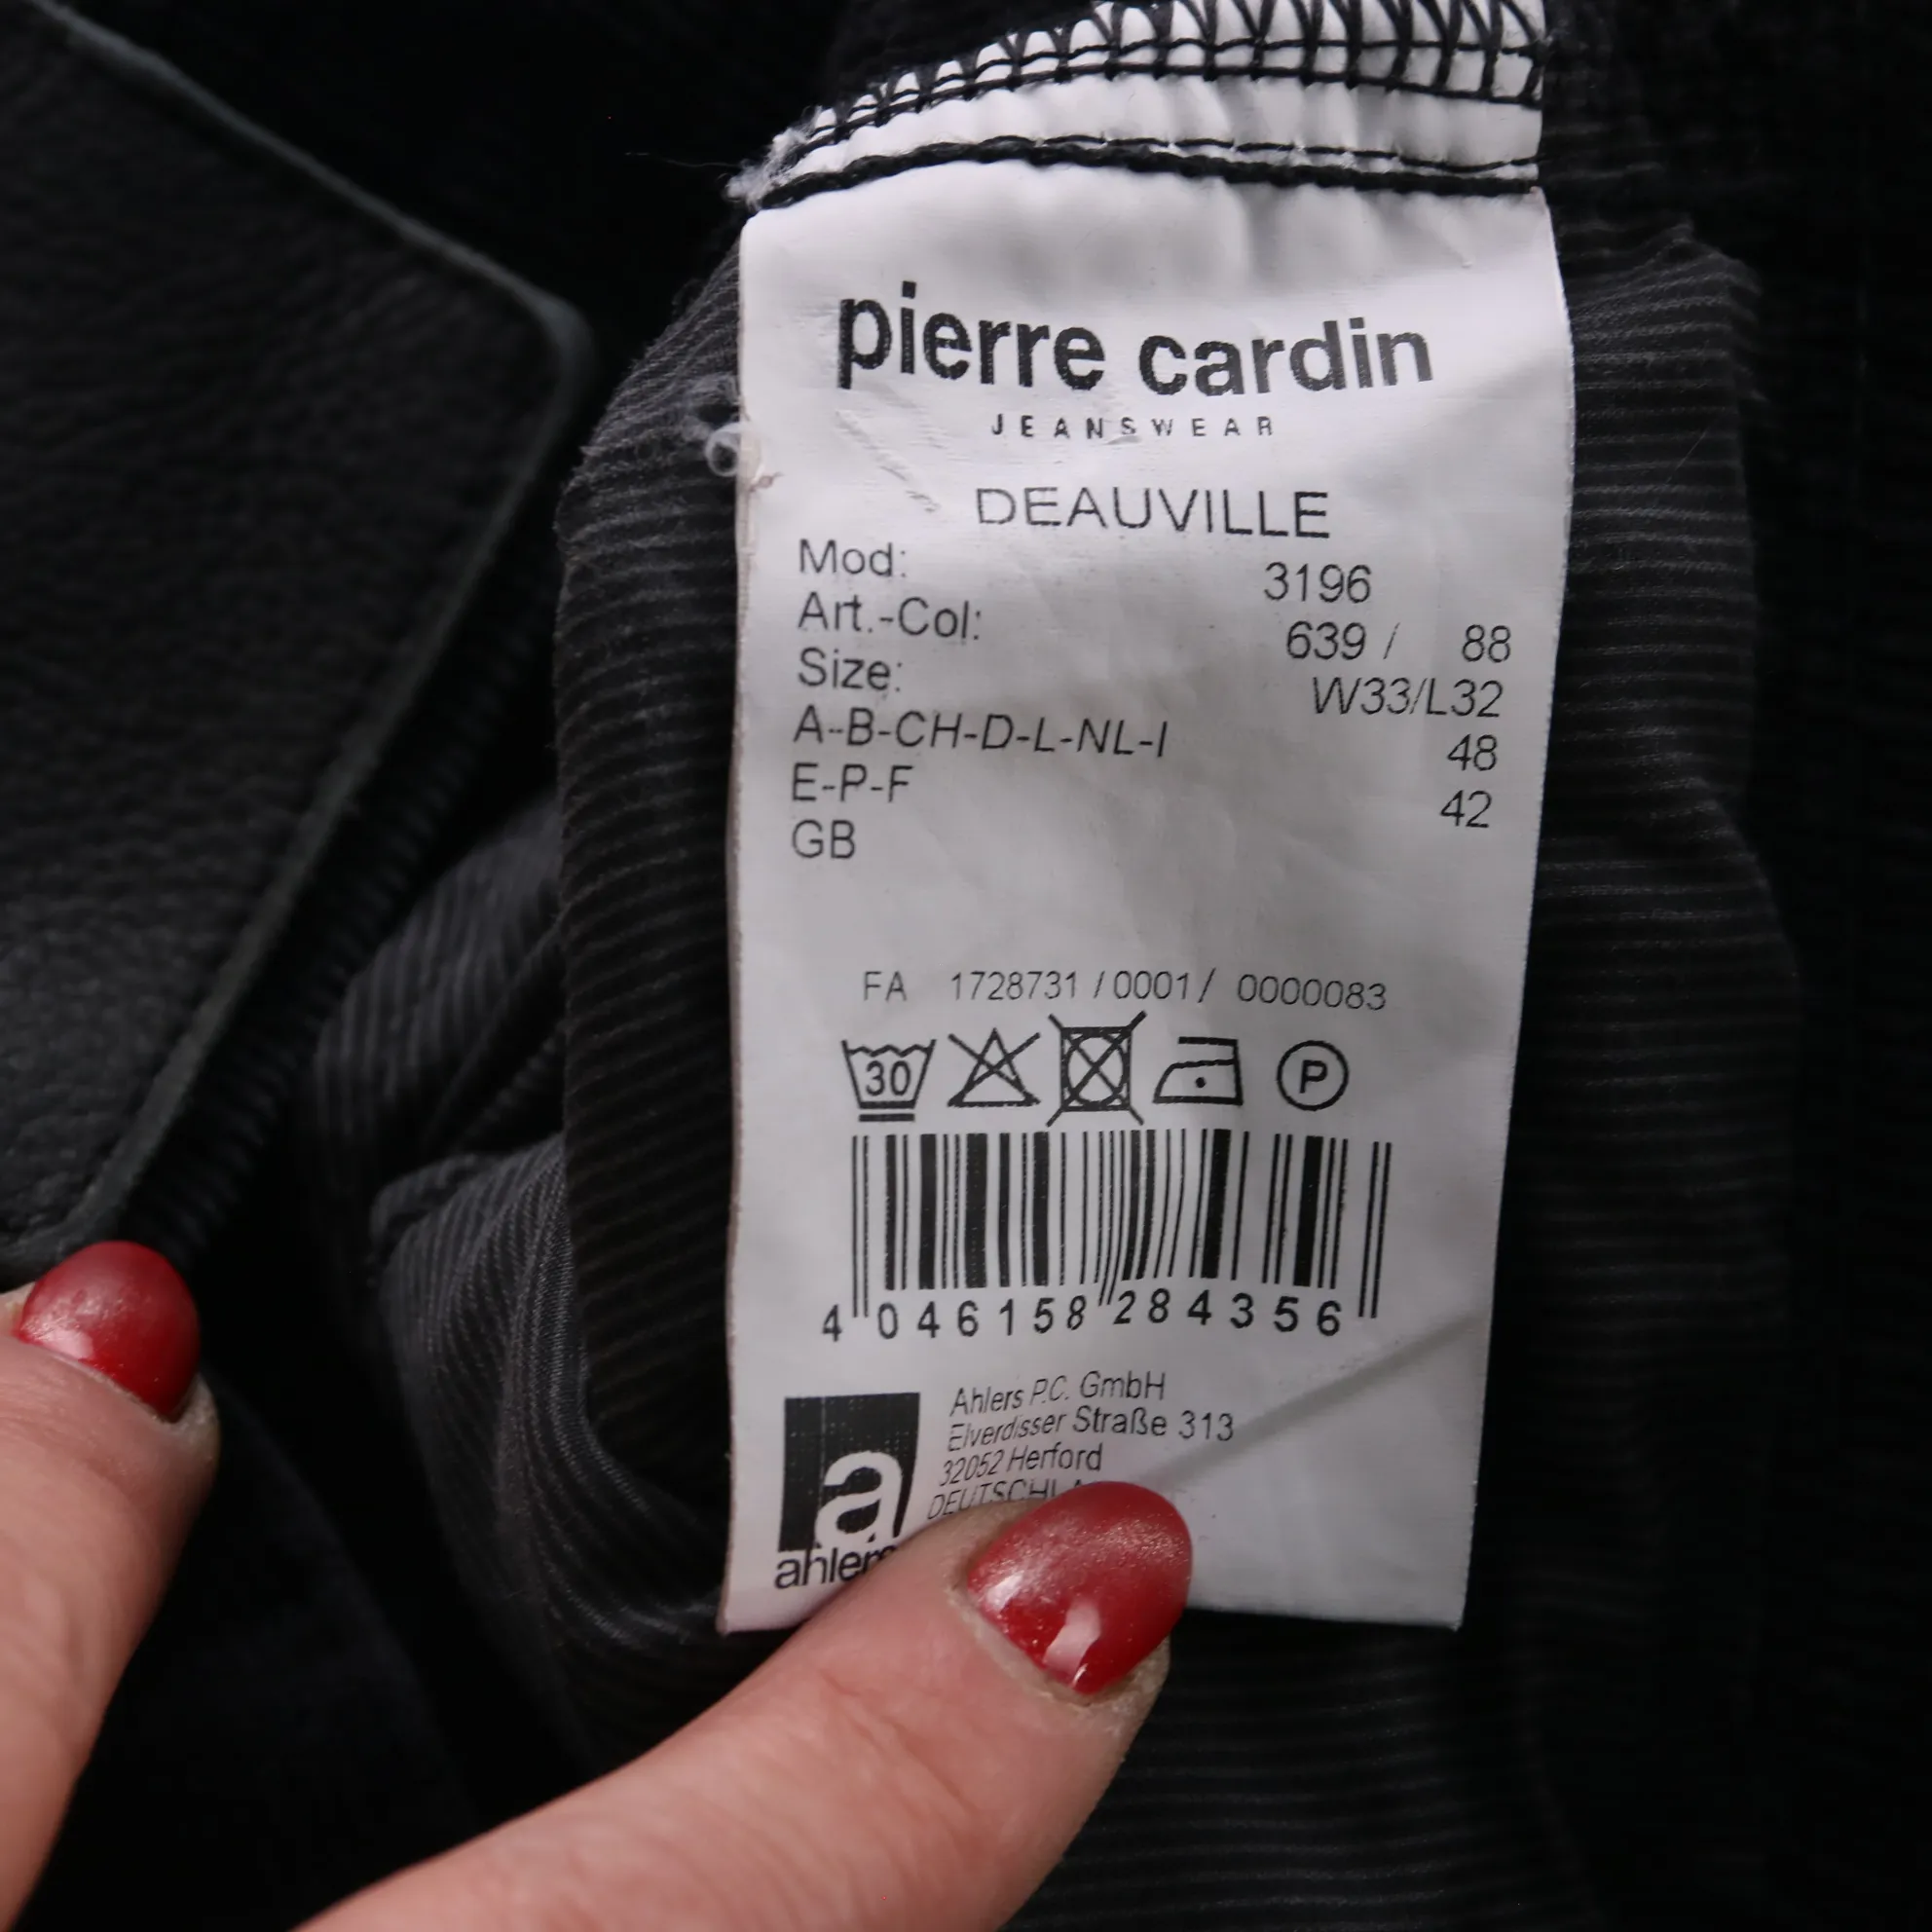 pierre cardin
JEANSWEAR
DEAUVILLE
Mod: 3196
Art.-Col: 639 / 88
Size: W33/L32
A-B-CH-D-L-NL-I 48
E-P-F 42
GB
FA 1728731 /0001/ 0000083
30 P
4 046158 284356
Ahlers P.C. GmbH
Elverdisser Straße 313
32052 Herford
a
ahlers